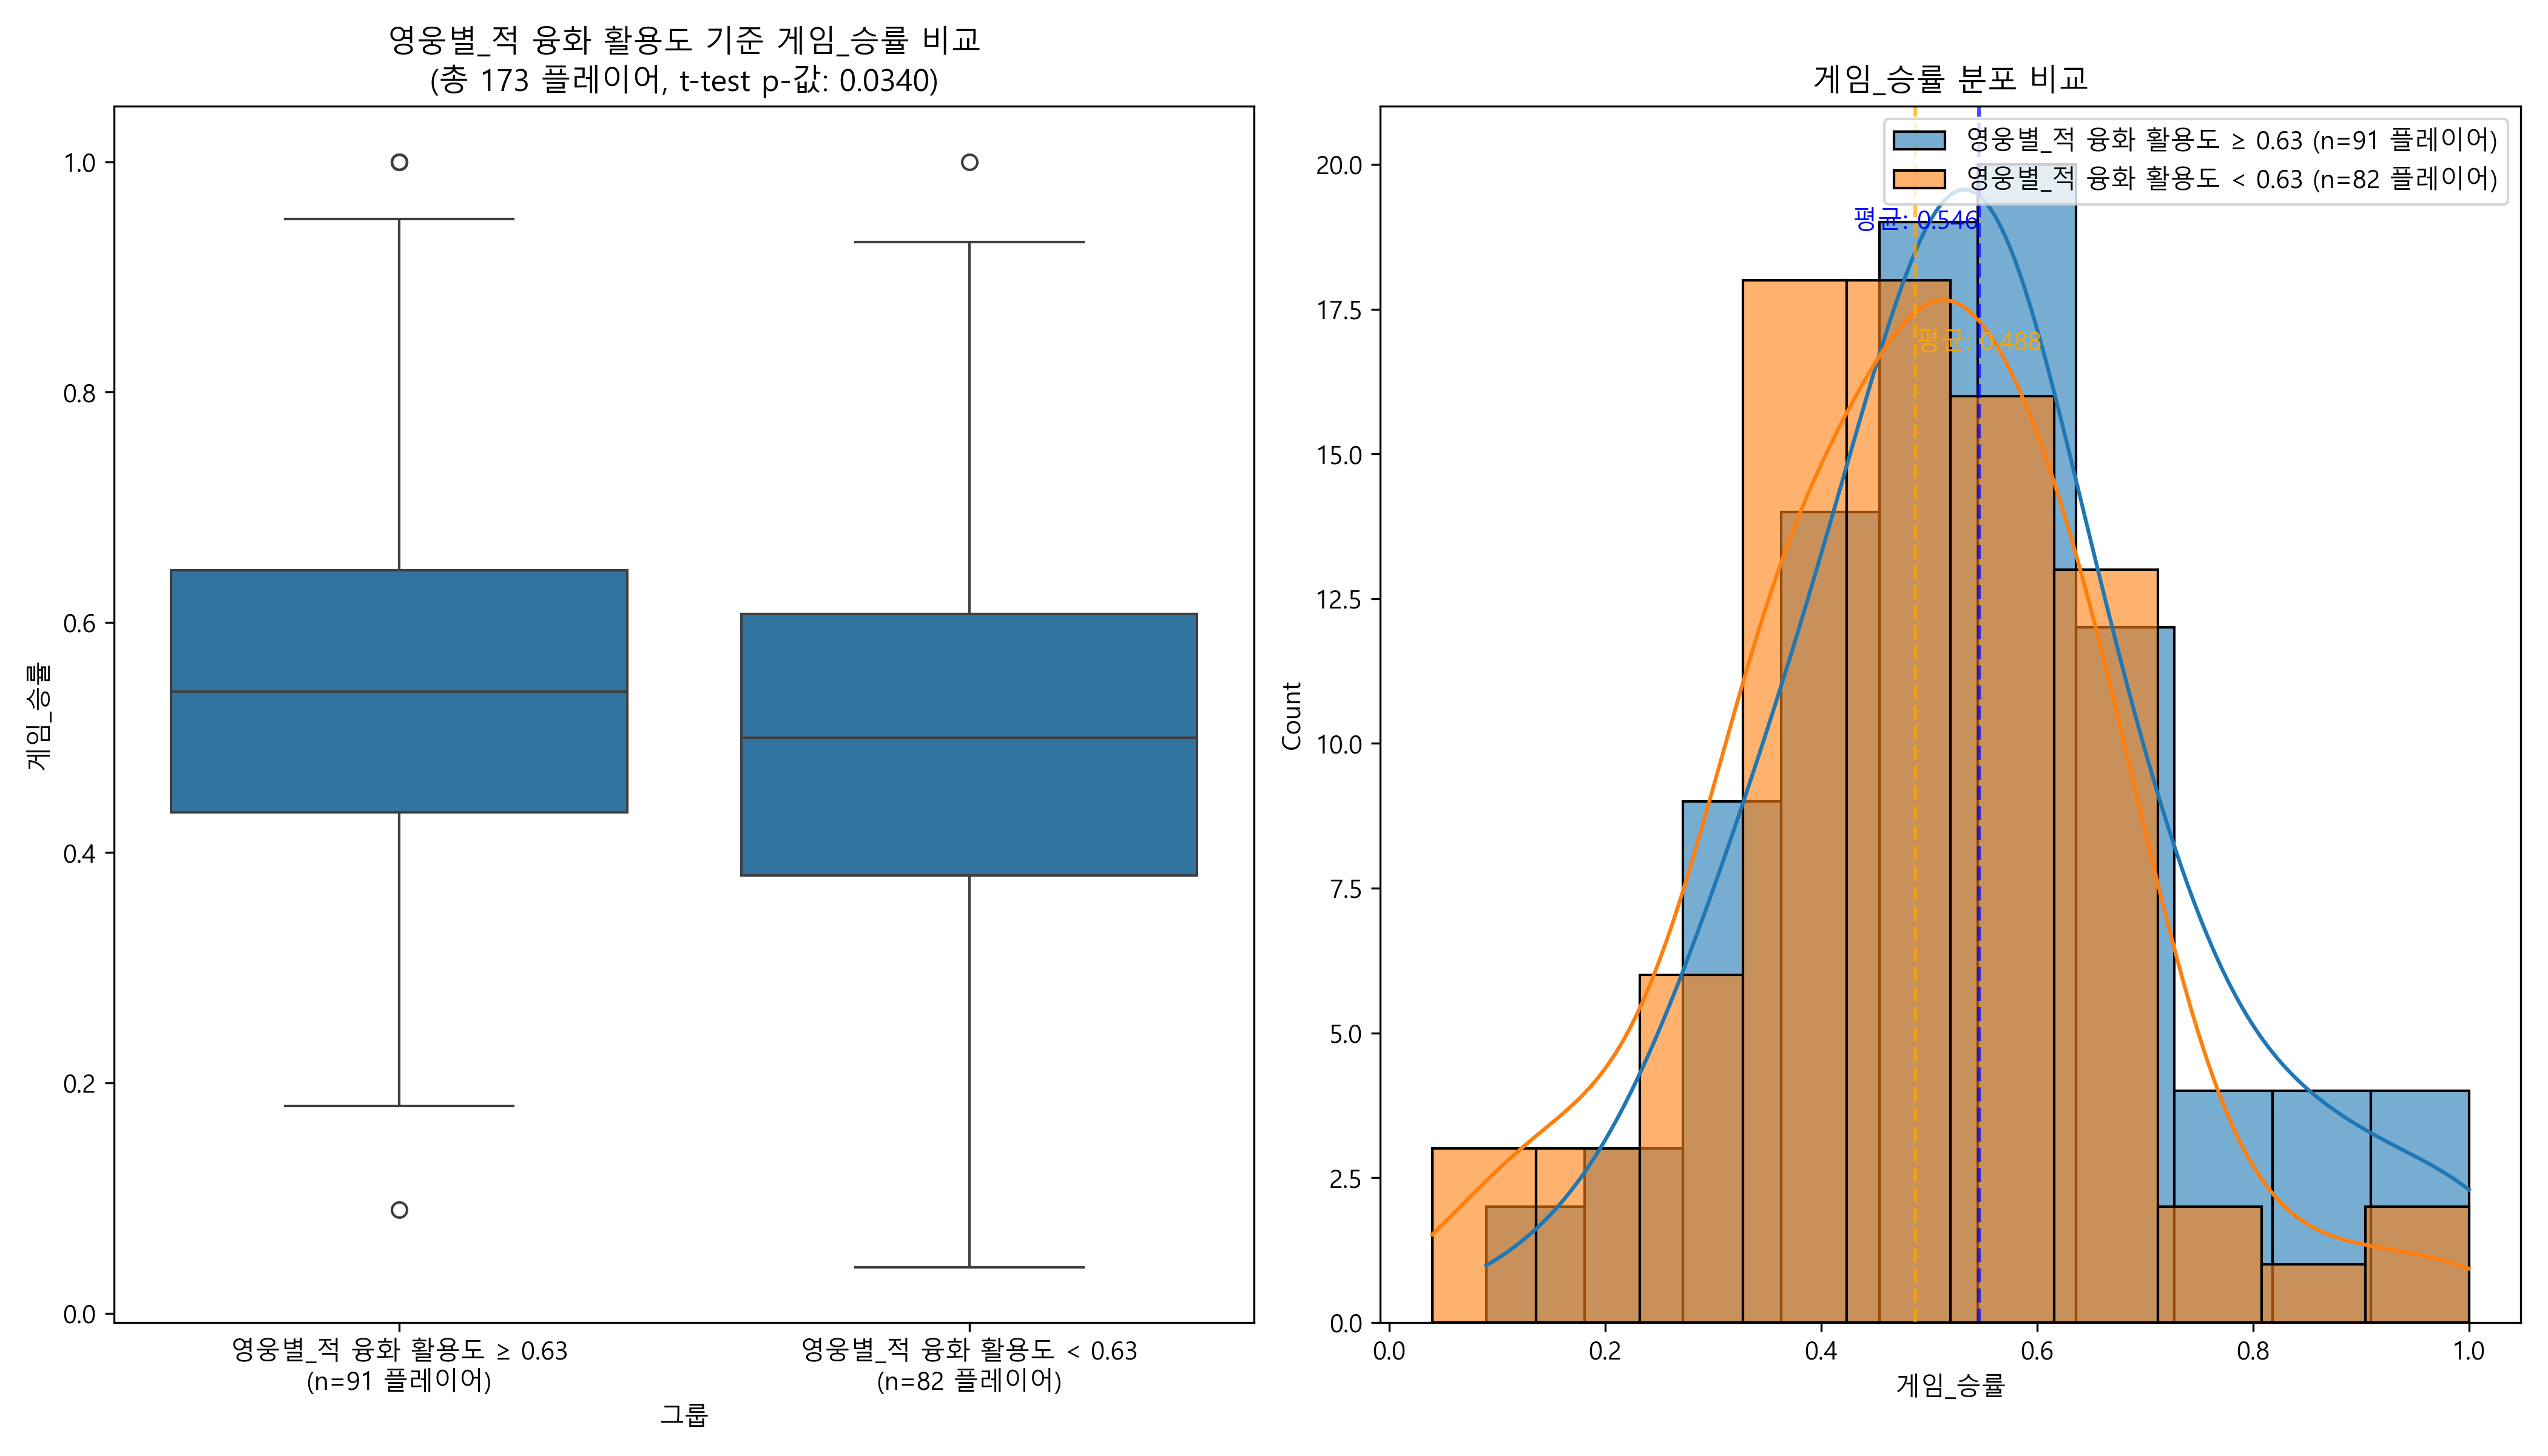 영웅별_적 융화 활용도 기준 게임_승률 비교
(총 173 플레이어, t-test p-값: 0.0340)
게임_승률
1.0
0.8
0.6
0.4
0.2
0.0
영웅별_적 융화 활용도 ≥ 0.63
(n=91 플레이어)
영웅별_적 융화 활용도 < 0.63
(n=82 플레이어)
그룹
게임_승률 분포 비교
영웅별_적 융화 활용도 ≥ 0.63 (n=91 플레이어)
영웅별_적 융화 활용도 < 0.63 (n=82 플레이어)
평균: 0.546
평균: 0.488
Count
20.0
17.5
15.0
12.5
10.0
7.5
5.0
2.5
0.0
0.0
0.2
0.4
0.6
0.8
1.0
게임_승률